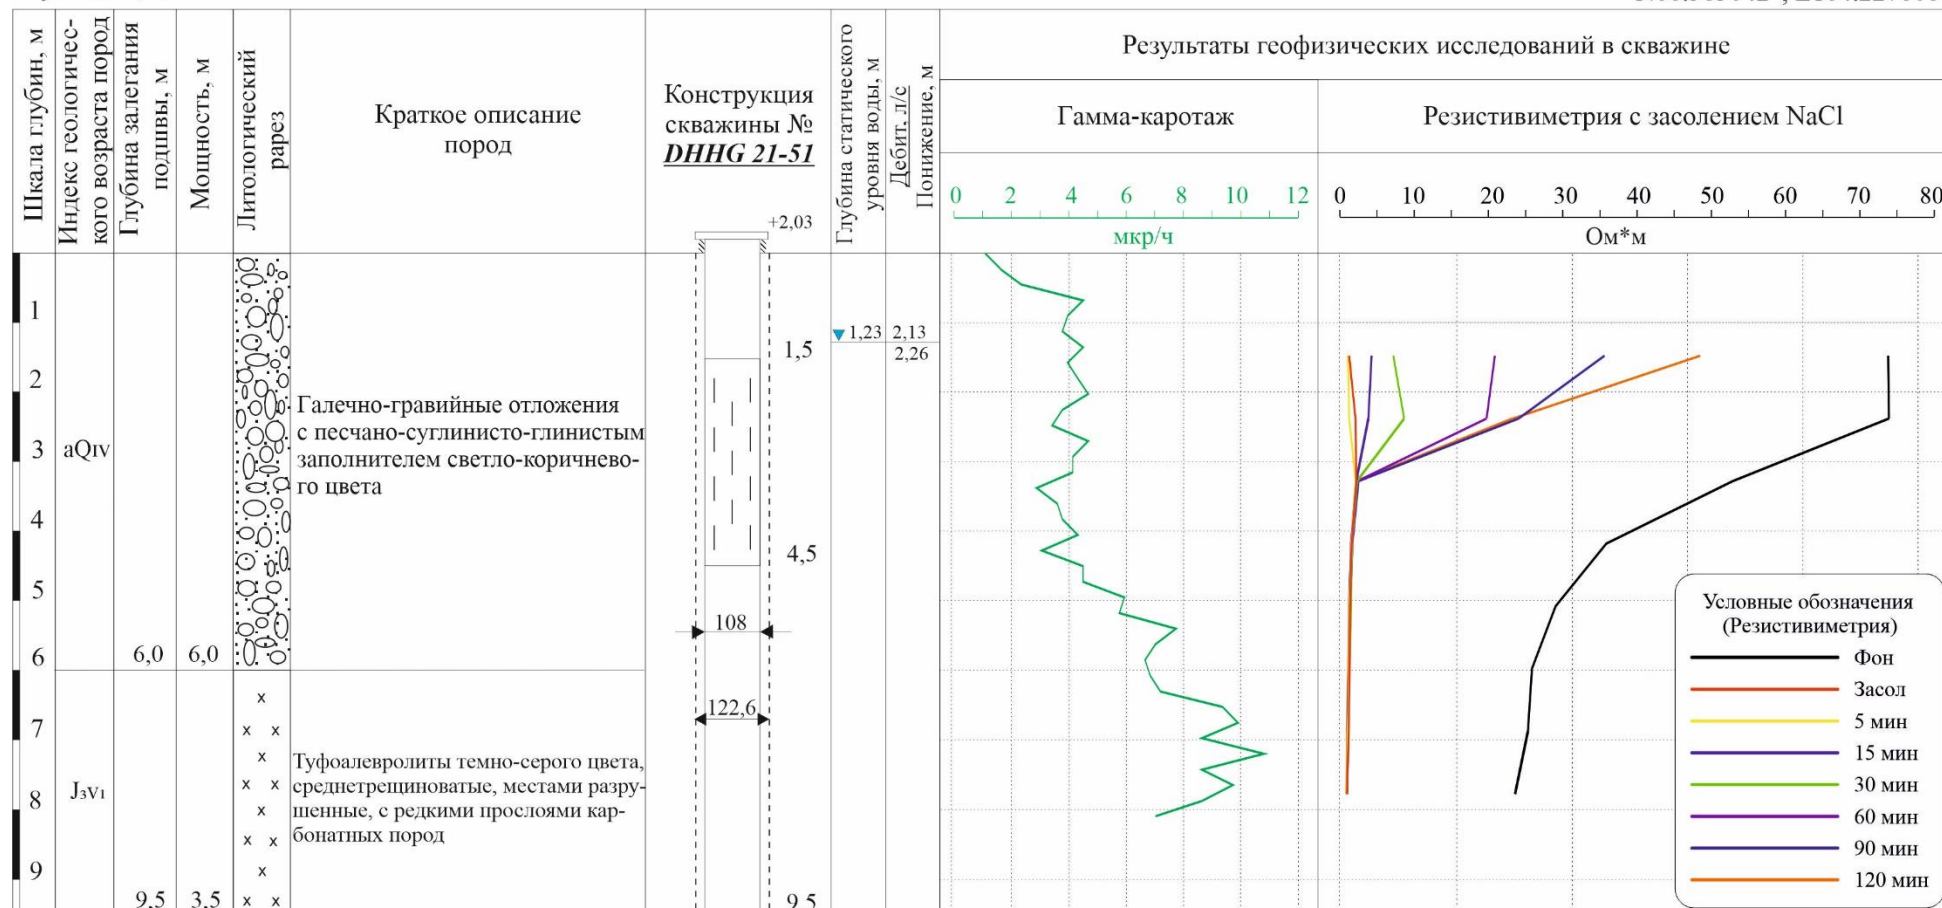 Шкала глубин, м
Индекс геологичес-
кого возраста пород
Глубина залегания
подшвы, м
Мощность, м
Литологический
рарез
Краткое описание
пород
Конструкция
скважины №
DHHG 21-51
Глубина статического
уровня воды, м
Дебит. л/с
Понижение, м
Результаты геофизических исследований в скважине
Гамма-каротаж
Резистивиметрия с засолением NaCl
0 2 4 6 8 10 12
мкр/ч
0 10 20 30 40 50 60 70 80
Ом*м
+2,03
1
2
3
4
5
6
7
8
9
aQIV
6,0 6,0
Галечно-гравийные отложения
с песчано-суглинисто-глинистым
заполнителем светло-коричнево-
го цвета
1,5
4,5
108
122,6
9,5
1,23
2,13
2,26
J3V1
9,5 3,5
Туфоалевролиты темно-серого цвета,
среднетрещиноватые, местами разру-
шенные, с редкими прослоями кар-
бонатных пород
Условные обозначения
(Резистивиметрия)
Фон
Засол
5 мин
15 мин
30 мин
60 мин
90 мин
120 мин